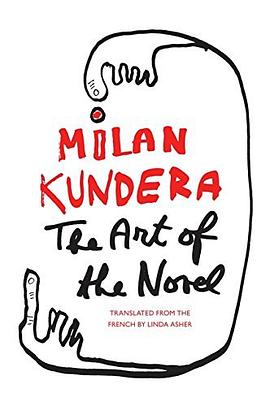 MILAN
KUNDERA
The Art of
the Novel
TRANSLATED FROM THE
FRENCH BY LINDA ASHER